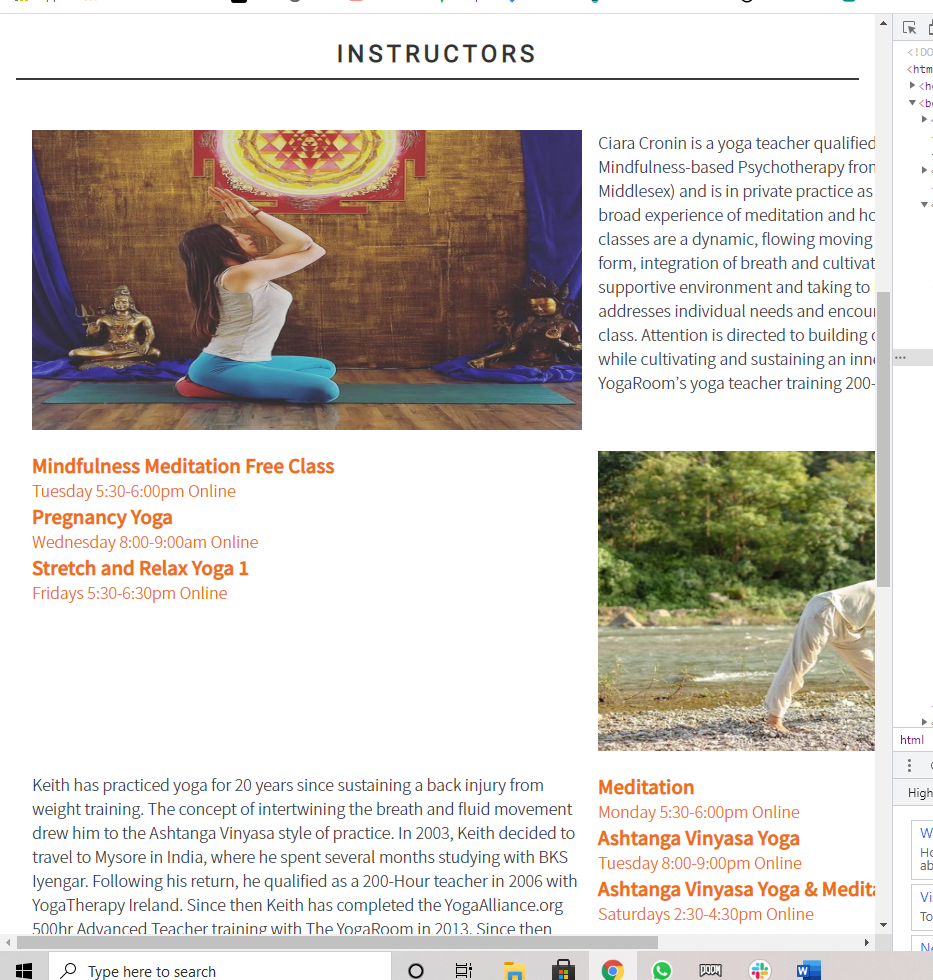 INSTRUCTORS
Ciara Cronin is a yoga teacher qualified
Mindfulness-based Psychotherapy from
Middlesex) and is in private practice as
broad experience of meditation and ho
classes are a dynamic, flowing moving
form, integration of breath and cultivat
supportive environment and taking to
addresses individual needs and encour
class. Attention is directed to building
while cultivating and sustaining an inne
YogaRoom’s yoga teacher training 200-
Mindfulness Meditation Free Class
Tuesday 5:30-6:00pm Online
Pregnancy Yoga
Wednesday 8:00-9:00am Online
Stretch and Relax Yoga 1
Fridays 5:30-6:30pm Online
Keith has practiced yoga for 20 years since sustaining a back injury from
weight training. The concept of intertwining the breath and fluid movement
drew him to the Ashtanga Vinyasa style of practice. In 2003, Keith decided to
travel to Mysore in India, where he spent several months studying with BKS
Iyengar. Following his return, he qualified as a 200-Hour teacher in 2006 with
YogaTherapy Ireland. Since then Keith has completed the YogaAlliance.org
500hr Advanced Teacher training with The YogaRoom in 2013. Since then
Meditation
Monday 5:30-6:00pm Online
Ashtanga Vinyasa Yoga
Tuesday 8:00-9:00pm Online
Ashtanga Vinyasa Yoga & Medita
Saturdays 2:30-4:30pm Online
<!DO
<htm
<he
<bo
html
High
W
Ho
ab
Vi
To
Ne
Type here to search
DOOM
W